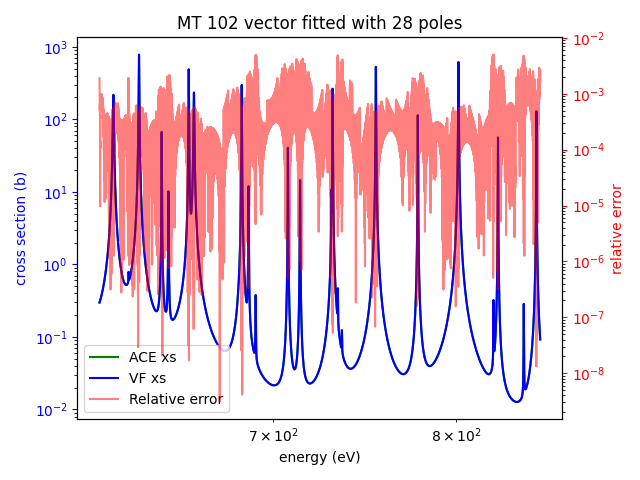 MT 102 vector fitted with 28 poles
10³
10²
10¹
10⁰
10⁻¹
10⁻²
cross section (b)
10⁻²
10⁻³
10⁻⁴
10⁻⁵
10⁻⁶
10⁻⁷
10⁻⁸
relative error
ACE xs
VF xs
Relative error
7 × 10²
8 × 10²
energy (eV)